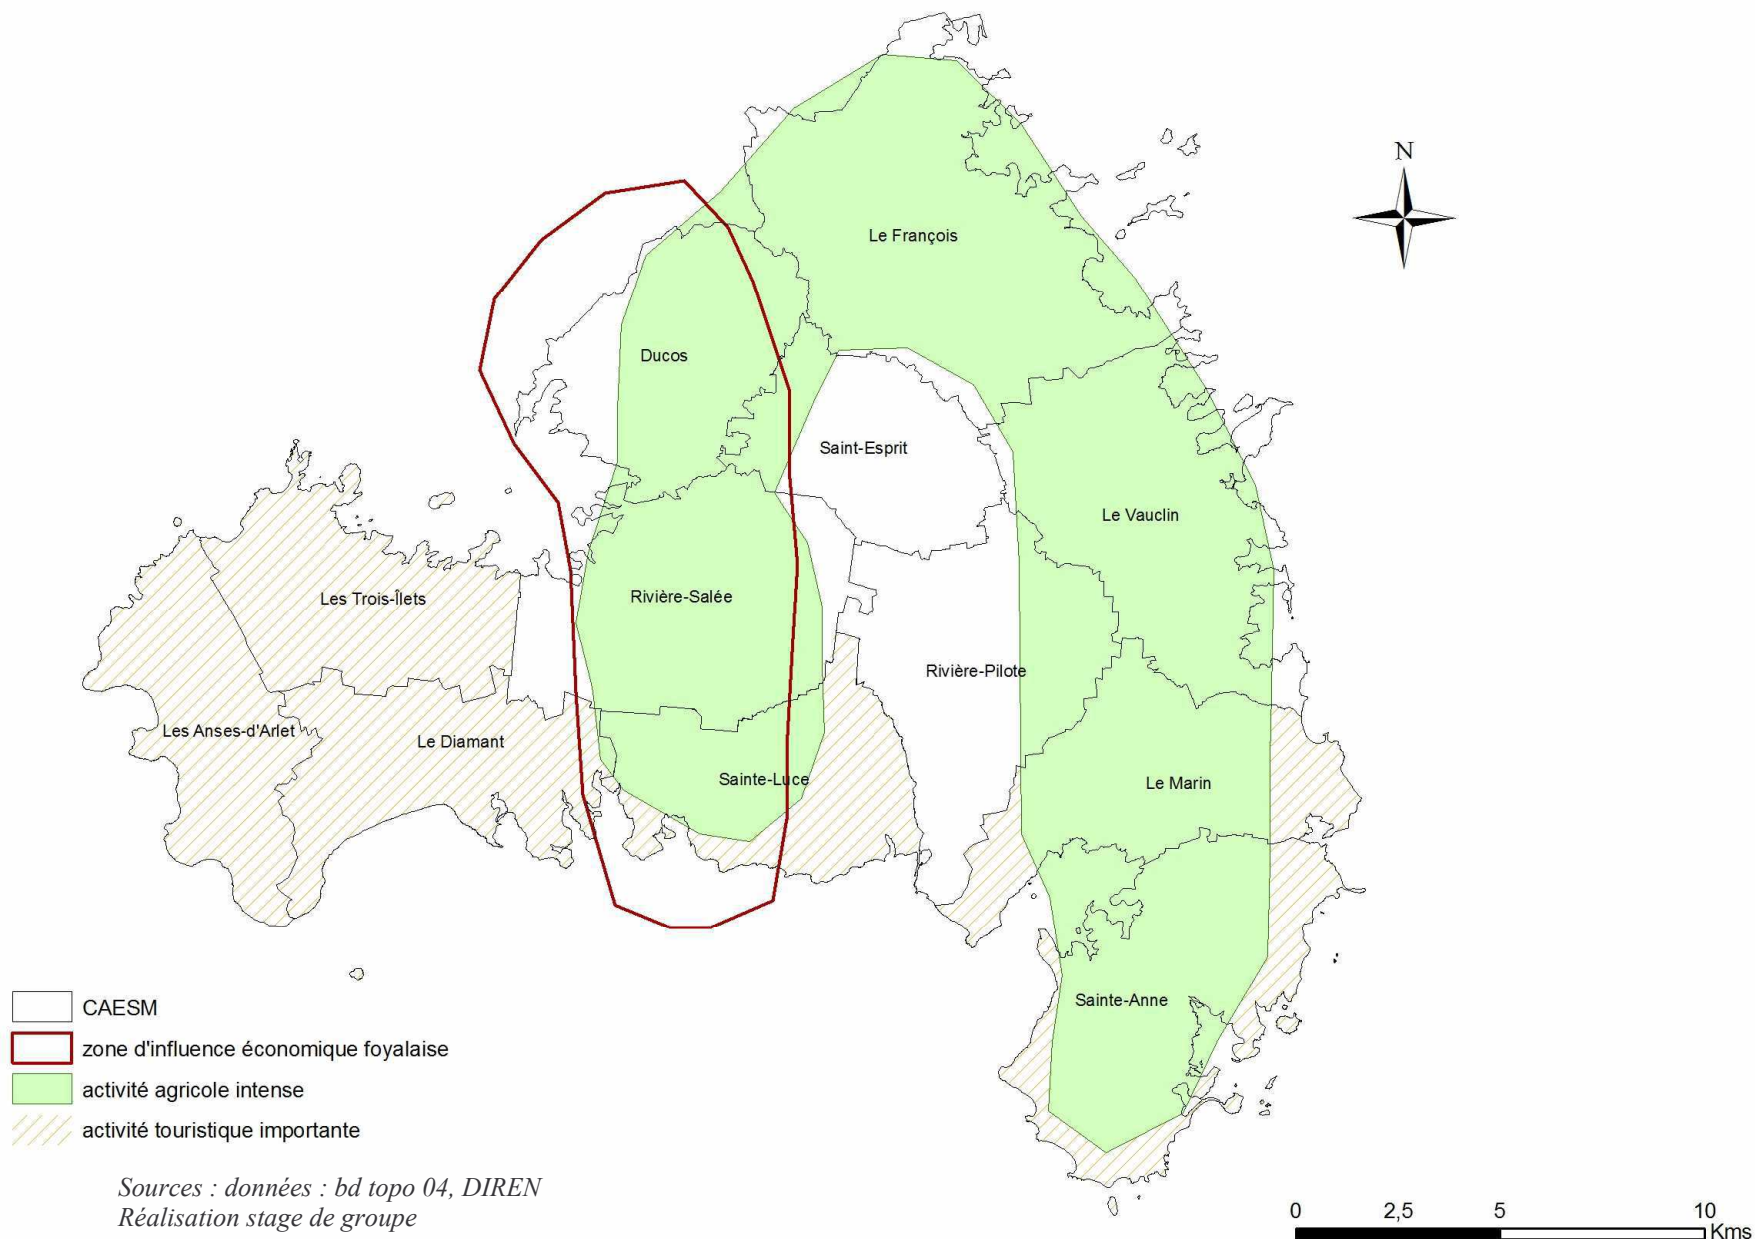 N
Le François
Ducos
Saint-Esprit
Le Vauclin
Les Trois-Îlets
Rivière-Salée
Rivière-Pilote
Les Anses-d'Arlet
Le Diamant
Sainte-Luce
Le Marin
Sainte-Anne
CAESM
zone d'influence économique foyalaise
activité agricole intense
activité touristique importante
Sources : données : bd topo 04, DIREN
Réalisation stage de groupe
0 2,5 5 10
Kms